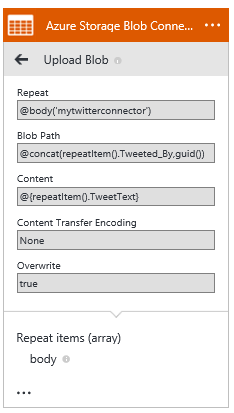 Azure Storage Blob Conne... ...
Upload Blob
Repeat
@body('mytwitterconnector')
Blob Path
@concat(repeatItem().Tweeted_By,guid())
Content
@{repeatItem().TweetText}
Content Transfer Encoding
None
Overwrite
true
Repeat items (array)
body
...